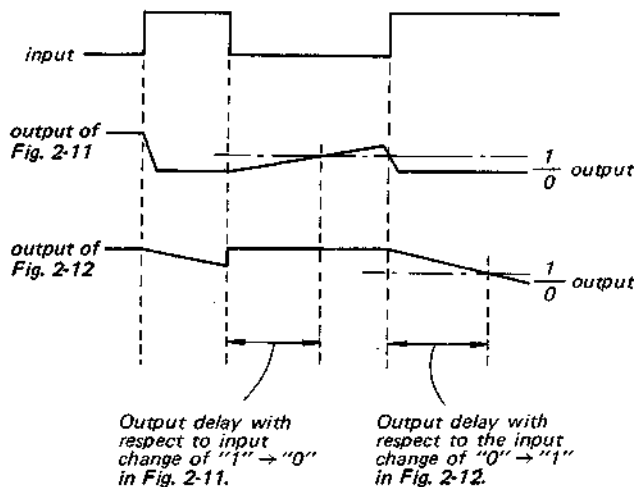 input
output of
Fig. 2-11
1
0 output
output of
Fig. 2-12
1
0 output
Output delay with
respect to input
change of "1" → "0"
in Fig. 2-11.
Output delay with
respect to the input
change of "0" → "1"
in Fig. 2-12.